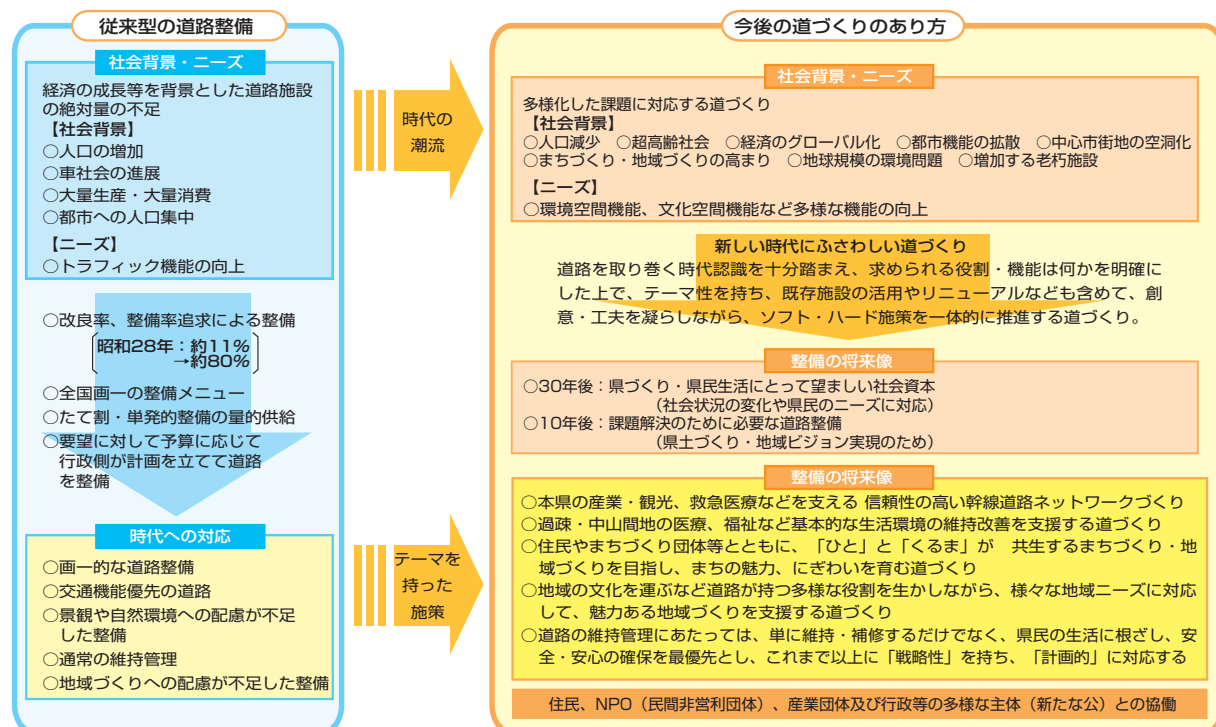 従来型の道路整備
社会背景・ニーズ
経済の成長等を背景とした道路施設
の絶対量の不足
【社会背景】
○人口の増加
○車社会の進展
○大量生産・大量消費
○都市への人口集中
【ニーズ】
○トラフィック機能の向上
○改良率、整備率追求による整備
昭和28年：約11%
→約80%
○全国画一の整備メニュー
○たて割・単発的整備の量的供給
○要望に対して予算に応じて
行政側が計画を立てて道路
を整備
時代への対応
○画一的な道路整備
○交通機能優先の道路
○景観や自然環境への配慮が不足
した整備
○通常の維持管理
○地域づくりへの配慮が不足した整備
時代の
潮流
テーマを
持った
施策
今後の道づくりのあり方
社会背景・ニーズ
多様化した課題に対応する道づくり
【社会背景】
○人口減少　○超高齢社会　○経済のグローバル化　○都市機能の拡散　○中心市街地の空洞化
○まちづくり・地域づくりの高まり　○地球規模の環境問題　○増加する老朽施設
【ニーズ】
○環境空間機能、文化空間機能など多様な機能の向上
新しい時代にふさわしい道づくり
道路を取り巻く時代認識を十分踏まえ、求められる役割・機能は何かを明確に
した上で、テーマ性を持ち、既存施設の活用やリニューアルなども含めて、創
意・工夫を凝らしながら、ソフト・ハード施策を一体的に推進する道づくり。
整備の将来像
○30年後：県づくり・県民生活にとって望ましい社会資本
（社会状況の変化や県民のニーズに対応）
○10年後：課題解決のために必要な道路整備
（県土づくり・地域ビジョン実現のため）
整備の将来像
○本県の産業・観光、救急医療などを支える 信頼性の高い幹線道路ネットワークづくり
○過疎・中山間地の医療、福祉など基本的な生活環境の維持改善を支援する道づくり
○住民やまちづくり団体等とともに、「ひと」と「くるま」が　共生するまちづくり・地
域づくりを目指し、まちの魅力、にぎわいを育む道づくり
○地域の文化を運ぶなど道路が持つ多様な役割を生かしながら、様々な地域ニーズに対応
して、魅力ある地域づくりを支援する道づくり
○道路の維持管理にあたっては、単に維持・補修するだけでなく、県民の生活に根ざし、安
全・安心の確保を最優先とし、これまで以上に「戦略性」を持ち、「計画的」に対応する
住民、NPO（民間非営利団体）、産業団体及び行政等の多様な主体（新たな公）との協働